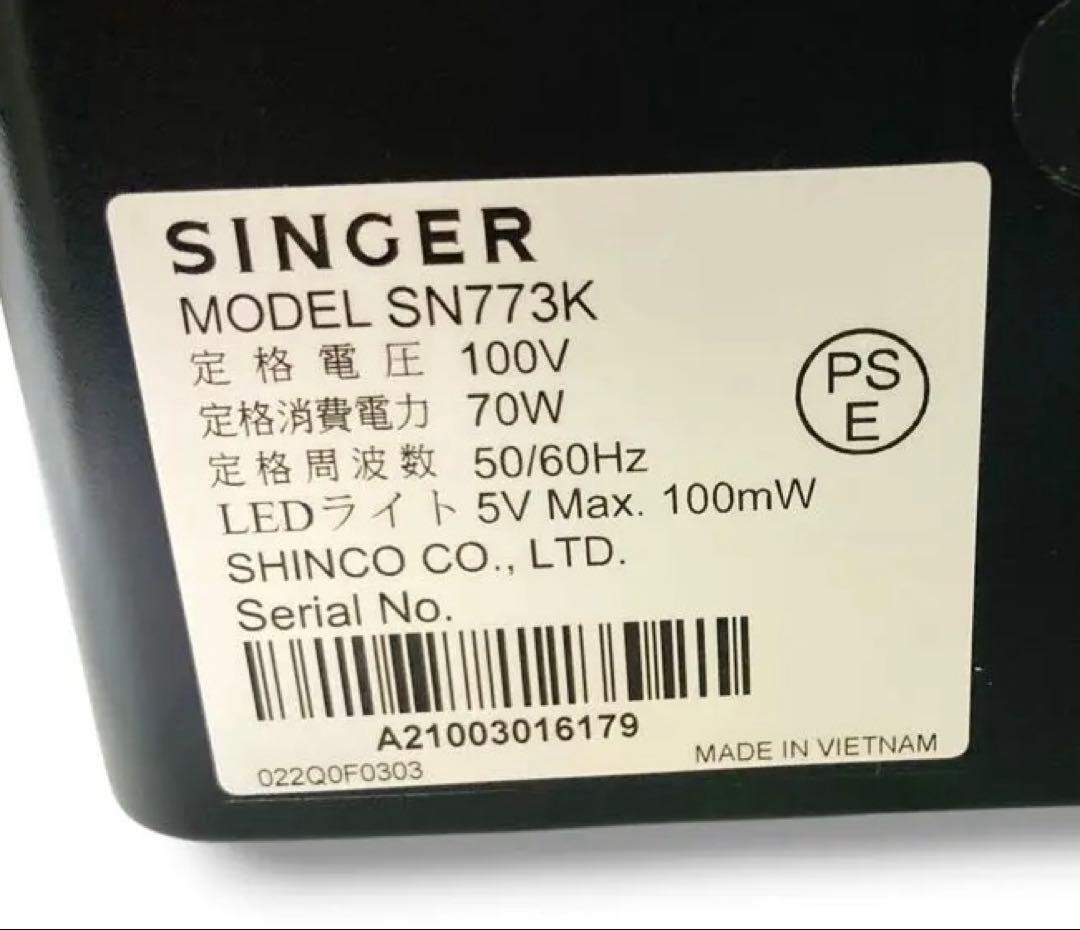 SINGER
MODEL SN773K
定格電圧 100V
定格消費電力 70W
定格周波数 50/60Hz
LEDライト 5V Max. 100mW
SHINCO CO., LTD.
Serial No.
A21003016179
022Q0F0303
MADE IN VIETNAM
PS
E